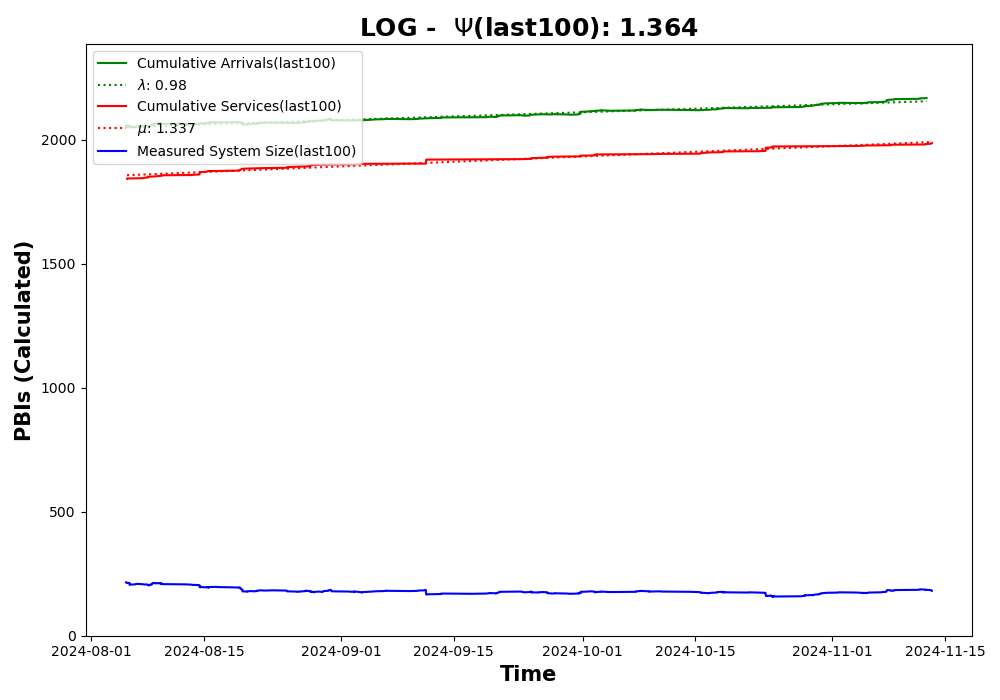 LOG - Ψ(last100): 1.364
Cumulative Arrivals(last100)
λ: 0.98
Cumulative Services(last100)
μ: 1.337
Measured System Size(last100)
PBIs (Calculated)
2000
1500
1000
500
0
2024-08-01 2024-08-15 2024-09-01 2024-09-15 2024-10-01 2024-10-15 2024-11-01 2024-11-15
Time